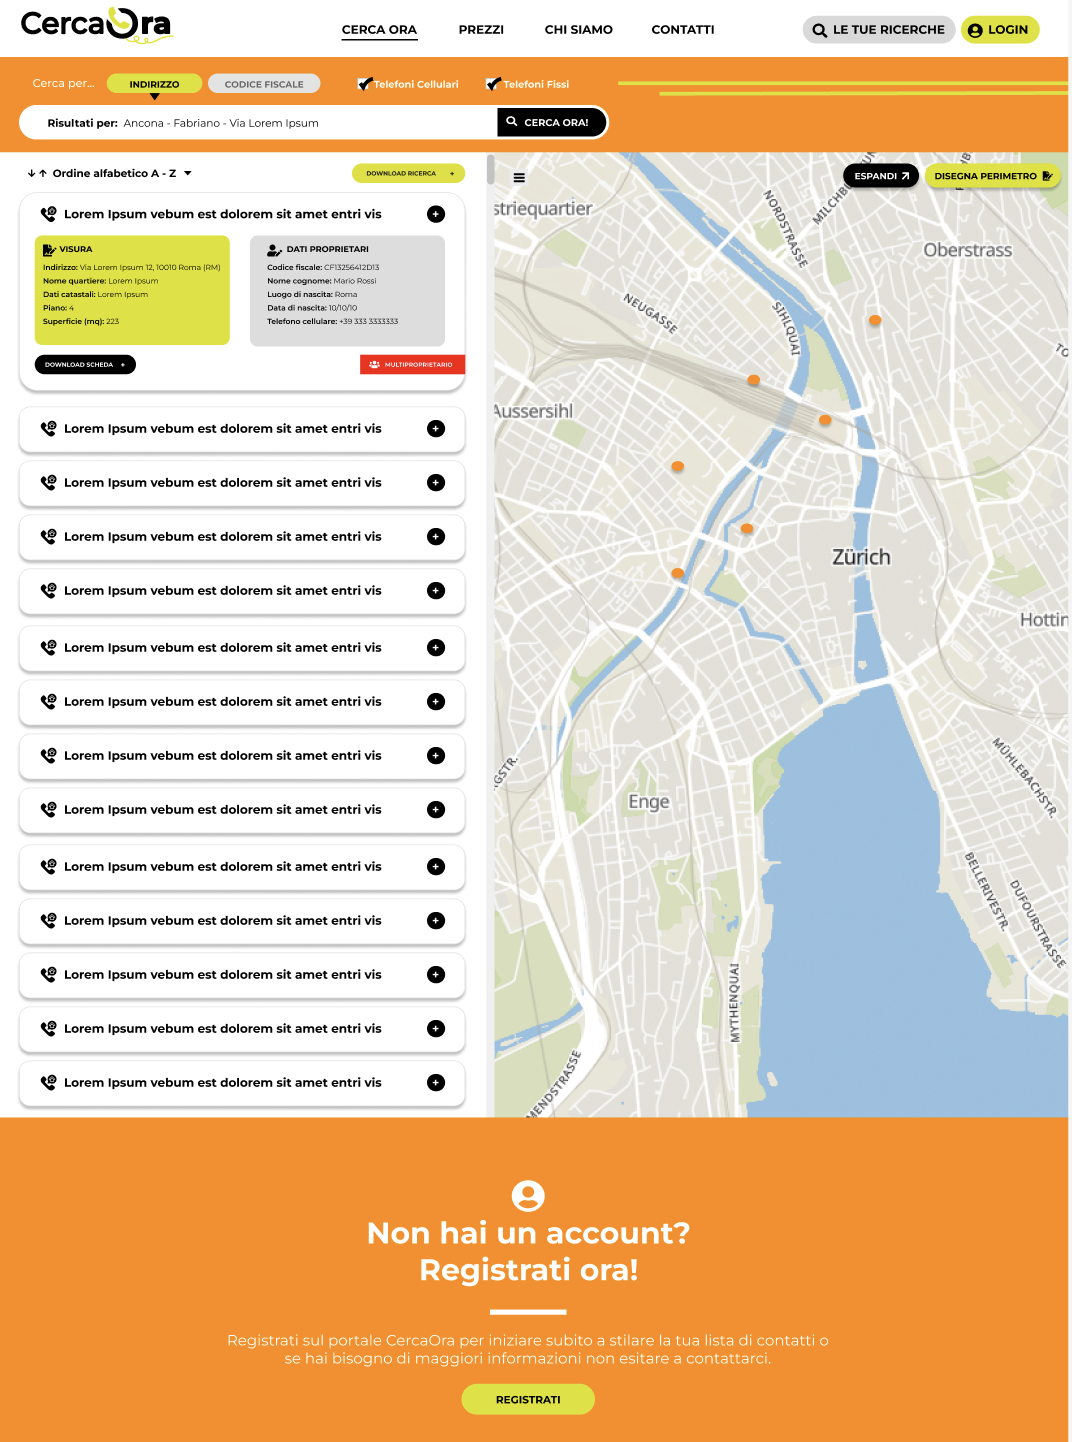 CercaOra
CERCA ORA
PREZZI
CHI SIAMO
CONTATTI
LE TUE RICERCHE
LOGIN
Cerca per...
INDIRIZZO
CODICE FISCALE
Telefoni Cellulari
Telefoni Fissi
Risultati per: Ancona - Fabriano - Via Lorem Ipsum
CERCA ORA!
Ordine alfabetico A - Z
DOWNLOAD RICERCA +
Lorem Ipsum vebum est dolorem sit amet entri vis
VISURA
Indirizzo: Via Lorem Ipsum 12, 10010 Roma (RM)
Nome quartiere: Lorem Ipsum
Dati catastali: Lorem Ipsum
Piano: 4
Superficie (mq): 223
DATI PROPRIETARI
Codice fiscale: CF13256412D13
Nome cognome: Mario Rossi
Luogo di nascita: Roma
Data di nascita: 10/10/10
Telefono cellulare: +39 333 3333333
DOWNLOAD SCHEDA +
MULTIPROPRIETARIO
Lorem Ipsum vebum est dolorem sit amet entri vis
Lorem Ipsum vebum est dolorem sit amet entri vis
Lorem Ipsum vebum est dolorem sit amet entri vis
Lorem Ipsum vebum est dolorem sit amet entri vis
Lorem Ipsum vebum est dolorem sit amet entri vis
Lorem Ipsum vebum est dolorem sit amet entri vis
Lorem Ipsum vebum est dolorem sit amet entri vis
Lorem Ipsum vebum est dolorem sit amet entri vis
Lorem Ipsum vebum est dolorem sit amet entri vis
Lorem Ipsum vebum est dolorem sit amet entri vis
Lorem Ipsum vebum est dolorem sit amet entri vis
Lorem Ipsum vebum est dolorem sit amet entri vis
Lorem Ipsum vebum est dolorem sit amet entri vis
ESPANDI
DISEGNA PERIMETRO
striequartier
NORDSTRASSE
Oberstrass
NEUGASSE
SIHLQUAI
Aussersihl
Zürich
Hottin
MÜHLEBACHSTR.
GSTR.
Enge
BELLERIVESTR.
DUFOURSTRASSE
MYTHENQUAI
MENDSTRASSE
Non hai un account?
Registrati ora!
Registrati sul portale CercaOra per iniziare subito a stilare la tua lista di contatti o
se hai bisogno di maggiori informazioni non esitare a contattarci.
REGISTRATI